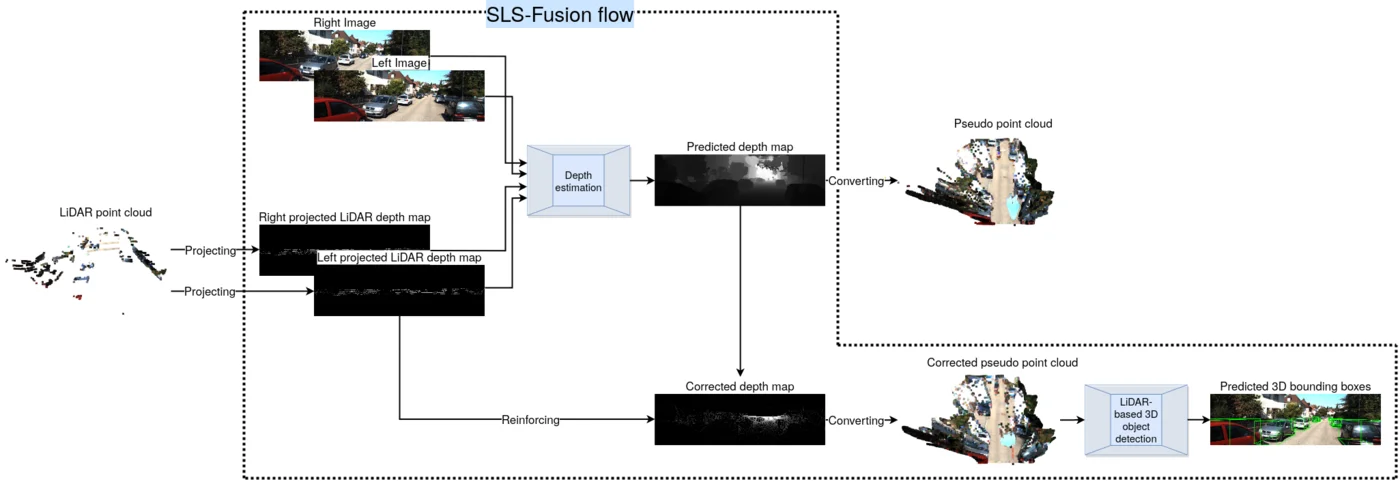 SLS-Fusion flow
Right Image
Left Image
Depth
estimation
Predicted depth map
Converting
Pseudo point cloud
LiDAR point cloud
Projecting
Projecting
Right projected LiDAR depth map
Left projected LiDAR depth map
Reinforcing
Corrected depth map
Converting
Corrected pseudo point cloud
LiDAR-
based 3D
object
detection
Predicted 3D bounding boxes